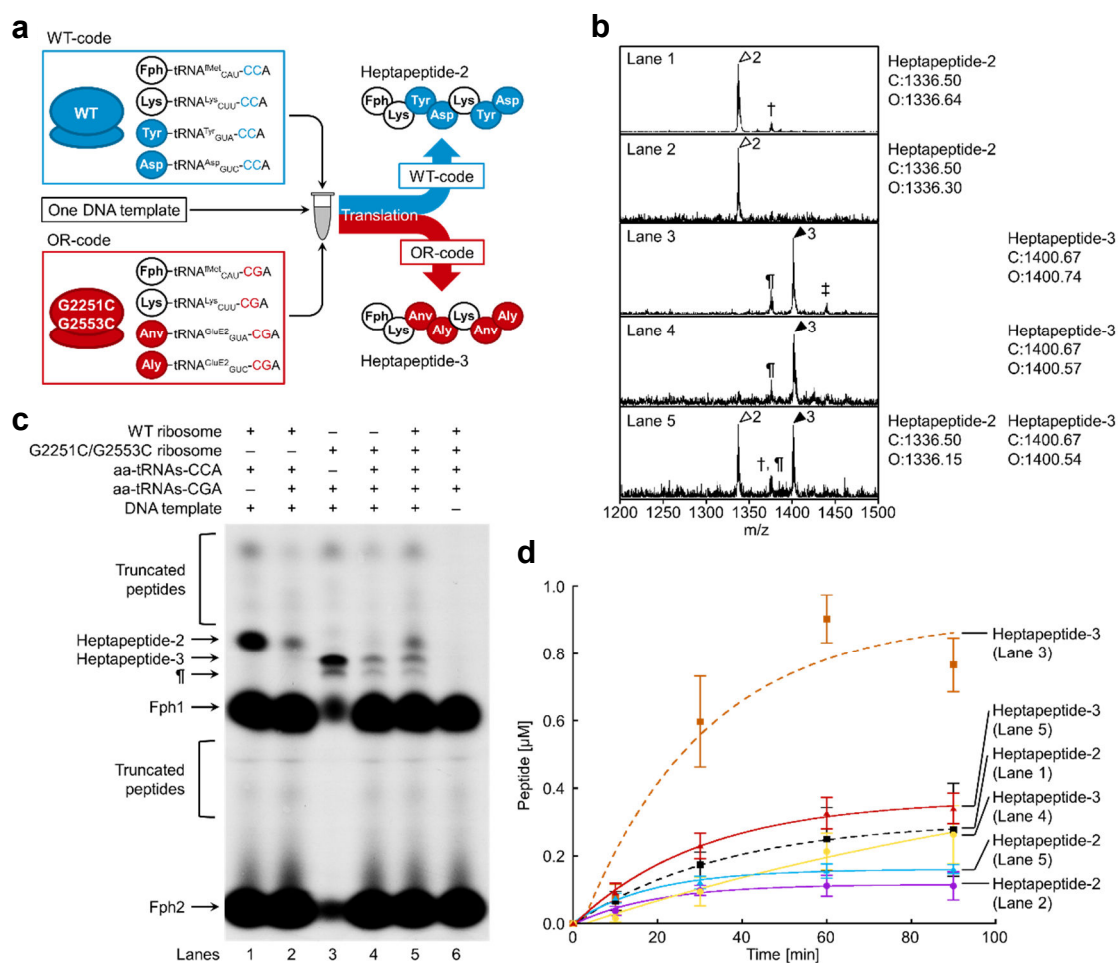 a
WT-code
WT
Fph tRNAfMetCAU-CCA
Lys tRNALysCUU-CCA
Tyr tRNATyrGUA-CCA
Asp tRNAAspGUC-CCA
One DNA template
OR-code
G2251C
G2553C
Fph tRNAfMetCAU-CGA
Lys tRNALysCUU-CGA
Anv tRNAGluE2GUA-CGA
Aly tRNAGluE2GUC-CGA
Translation
Heptapeptide-2
Fph Lys Tyr Asp Lys Tyr Asp
WT-code
OR-code
Fph Lys Anv Aly Lys Anv Aly
Heptapeptide-3
b
Lane 1
2
†
Heptapeptide-2
C:1336.50
O:1336.64
Lane 2
2
Heptapeptide-2
C:1336.50
O:1336.30
Lane 3
¶
3
‡
Heptapeptide-3
C:1400.67
O:1400.74
Lane 4
¶
3
Heptapeptide-3
C:1400.67
O:1400.57
Lane 5
2
†, ¶
3
Heptapeptide-2
C:1336.50
O:1336.15
Heptapeptide-3
C:1400.67
O:1400.54
1200 1250 1300 1350 1400 1450 1500
m/z
c
WT ribosome + + – – + +
G2251C/G2553C ribosome – – + + + +
aa-tRNAs-CCA + + – + + +
aa-tRNAs-CGA – + + + + +
DNA template + + + + + –
Truncated
peptides
Heptapeptide-2
Heptapeptide-3
¶
Fph1
Truncated
peptides
Fph2
Lanes 1 2 3 4 5 6
d
Peptide [µM]
1.0
0.8
0.6
0.4
0.2
0.0
0 20 40 60 80 100
Time [min]
Heptapeptide-3
(Lane 3)
Heptapeptide-3
(Lane 5)
Heptapeptide-2
(Lane 1)
Heptapeptide-3
(Lane 4)
Heptapeptide-2
(Lane 5)
Heptapeptide-2
(Lane 2)